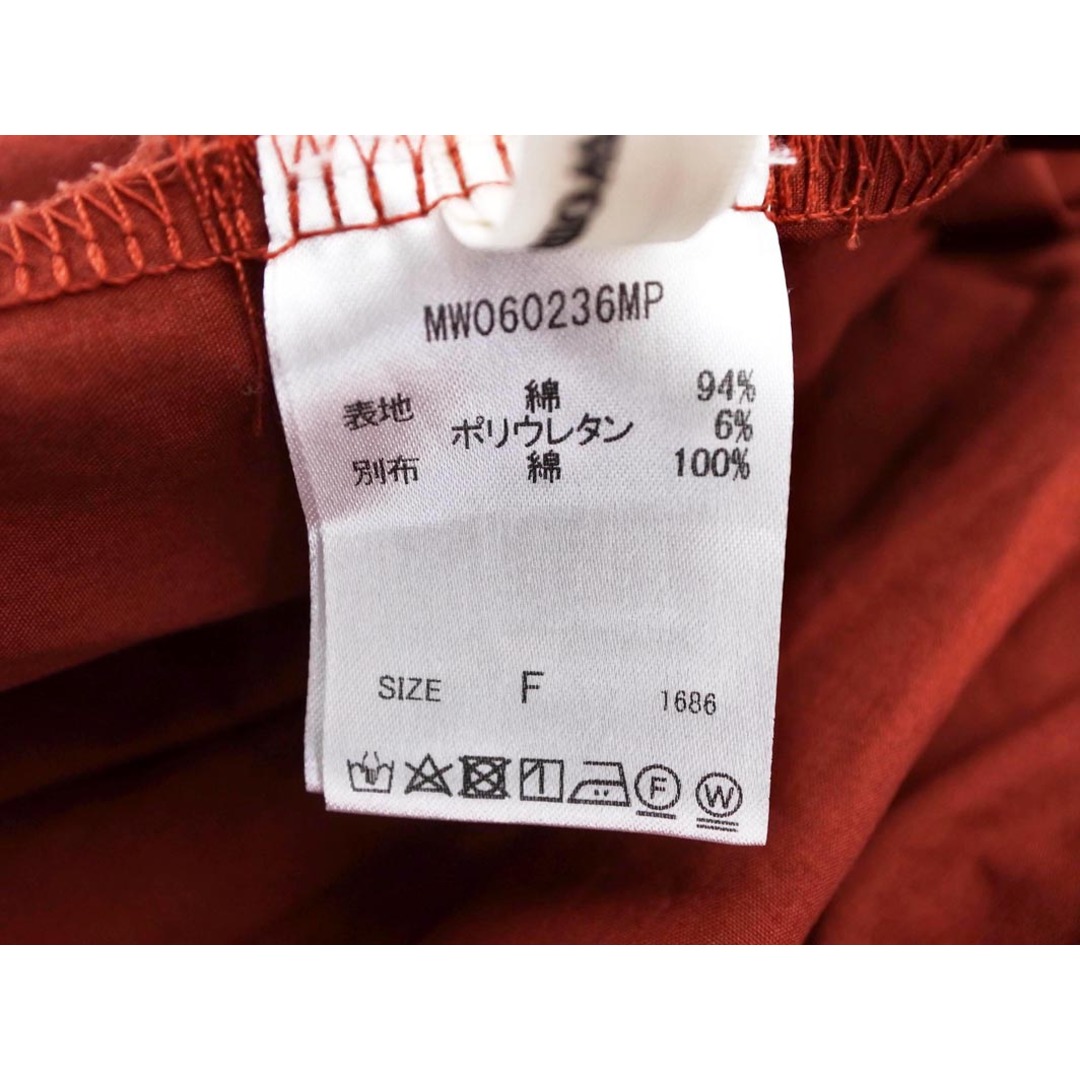 MW060236MP
表地 綿 94%
ポリウレタン 6%
別布 綿 100%
SIZE F 1686
F W